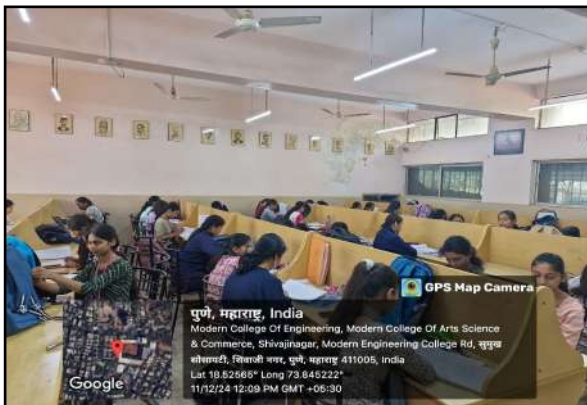 GPS Map Camera
पुणे, महाराष्ट्र, India
Modern College Of Engineering, Modern College Of Arts Science
& Commerce, Shivajinagar, Modern Engineering College Rd, सुमुख
सोसायटी, शिवाजी नगर, पुणे, महाराष्ट्र 411005, India
Lat 18.52565° Long 73.845222°
11/12/24 12:09 PM GMT +05:30
Google